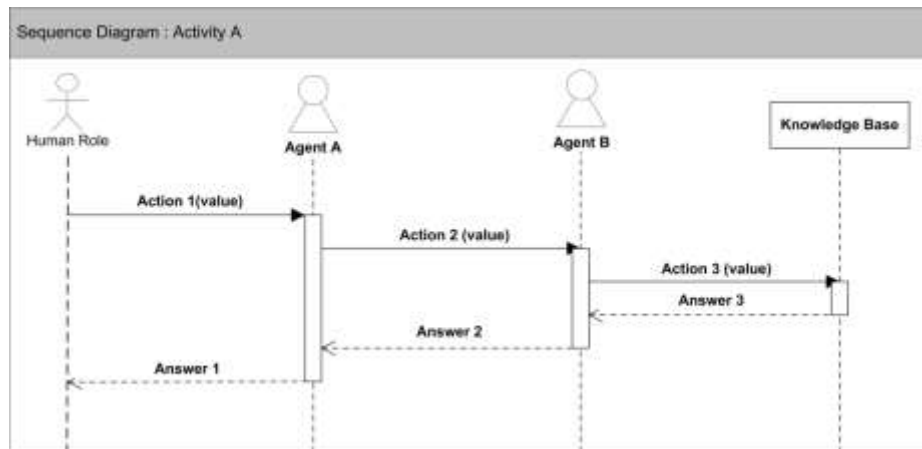 Sequence Diagram : Activity A
Human Role
Agent A
Agent B
Knowledge Base
Action 1(value)
Action 2 (value)
Action 3 (value)
Answer 3
Answer 2
Answer 1